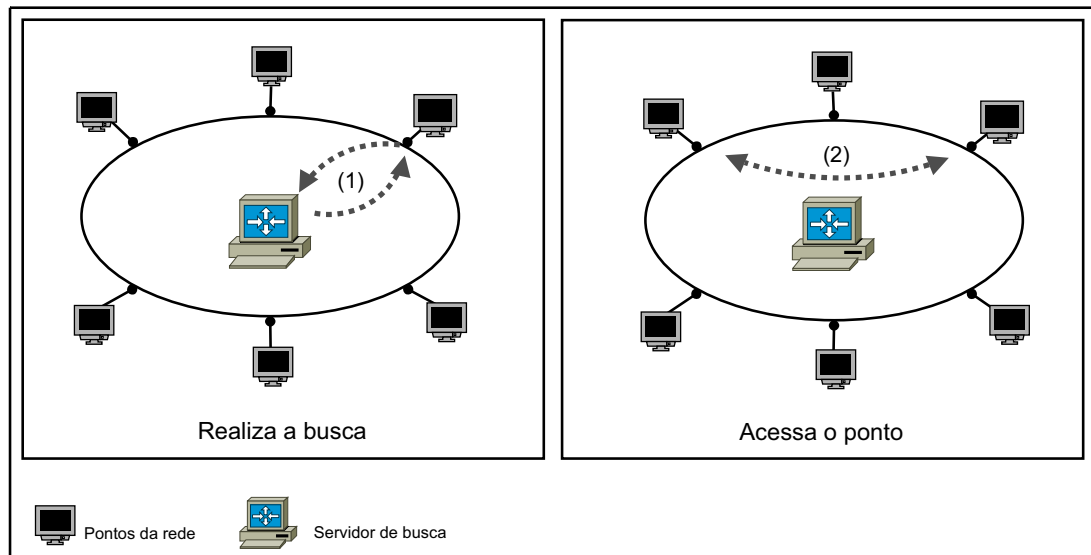 (1)
Realiza a busca
(2)
Acessa o ponto
Pontos da rede
Servidor de busca